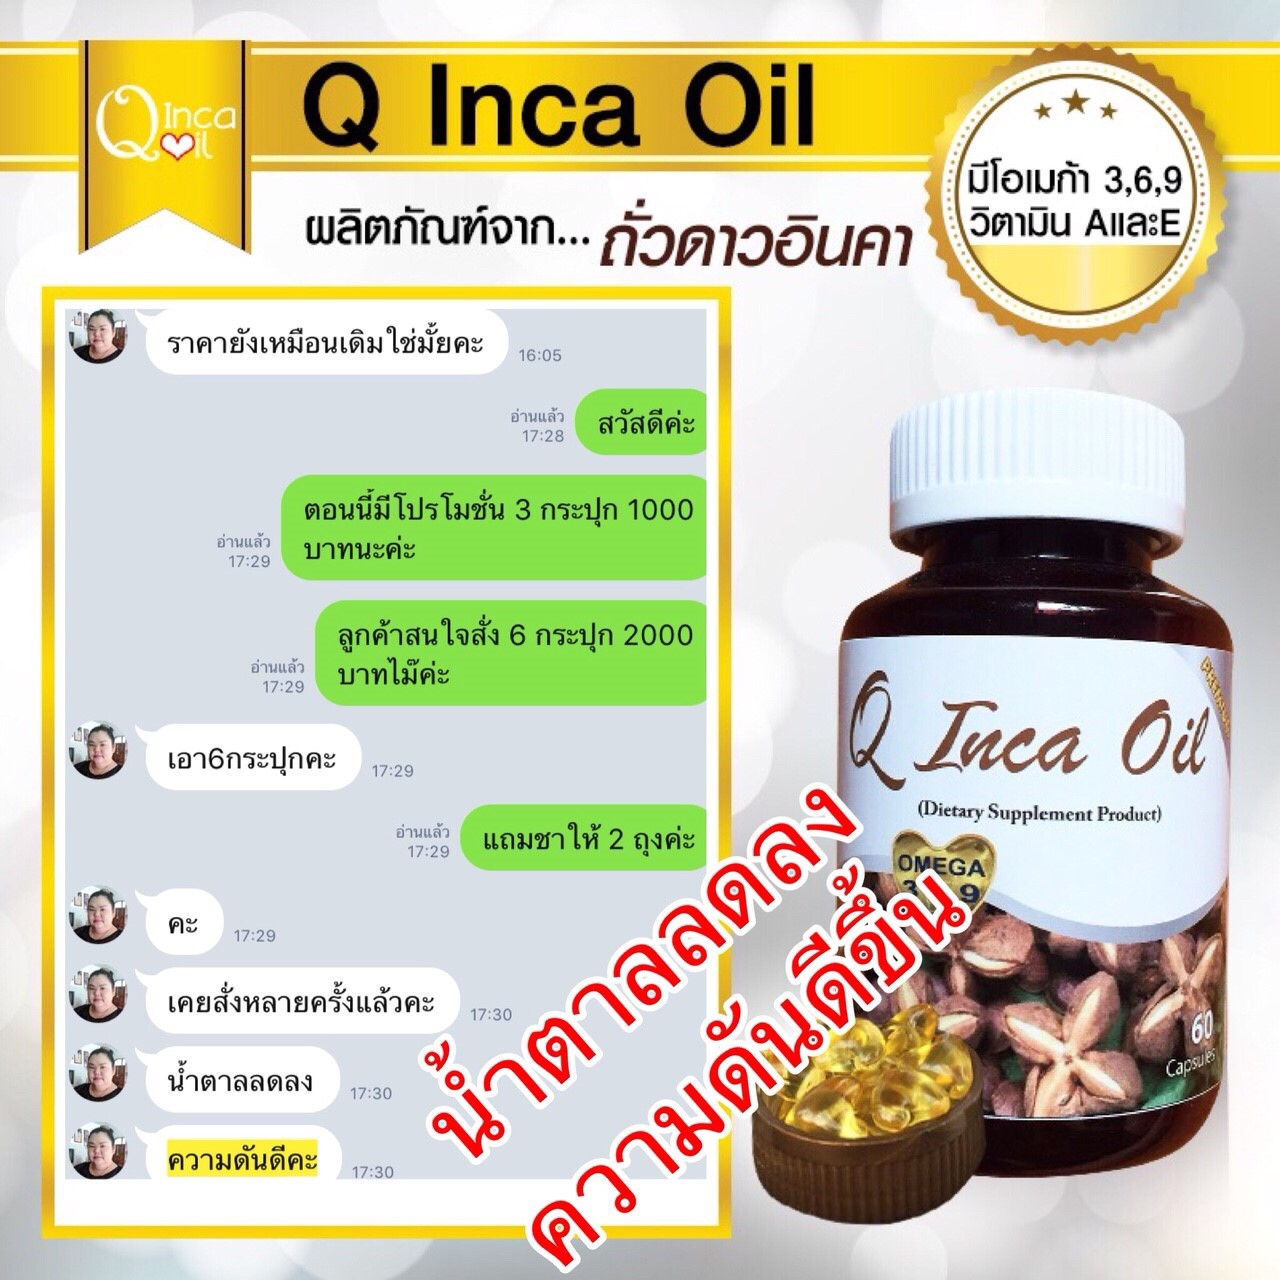 Q Inca Oil
Q Inca
Oil
มีโอเมก้า 3,6,9
วิตามิน AและE
ผลิตภัณฑ์จาก... ถั่วดาวอินคา
ราคายังเหมือนเดิมใช่มั้ยคะ
16:05
สวัสดีค่ะ
อ่านแล้ว
17:28
ตอนนี้มีโปรโมชั่น 3 กระปุก 1000
บาทนะค่ะ
อ่านแล้ว
17:29
ลูกค้าสนใจสั่ง 6 กระปุก 2000
บาทไม๊ค่ะ
อ่านแล้ว
17:29
เอา6กระปุกคะ
17:29
แถมชาให้ 2 ถุงค่ะ
อ่านแล้ว
17:29
คะ
17:29
เคยสั่งหลายครั้งแล้วคะ
17:30
น้ำตาลลดลง
17:30
ความดันดีคะ
17:30
น้ำตาลลดลง
ความดันดีขึ้น
Q Inca Oil
(Dietary Supplement Product)
OMEGA
3 9
60
Capsules